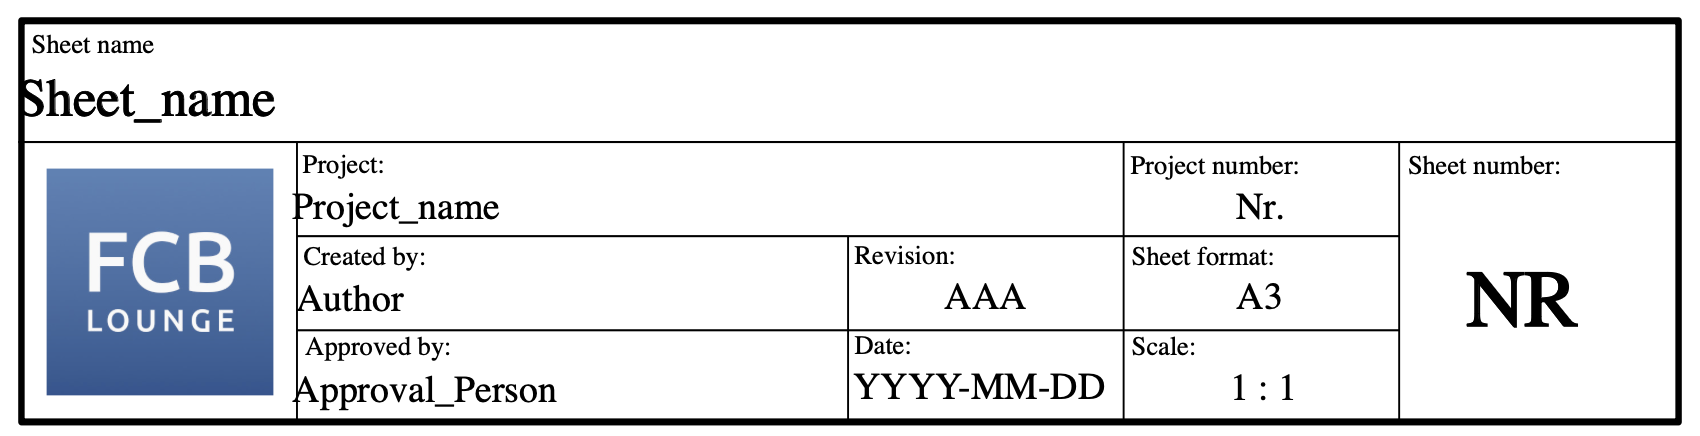 Sheet name
Sheet_name
FCB
LOUNGE
Project:
Project_name
Project number:
Nr.
Sheet number:
NR
Created by:
Author
Revision:
AAA
Sheet format:
A3
Approved by:
Approval_Person
Date:
YYYY-MM-DD
Scale:
1 : 1